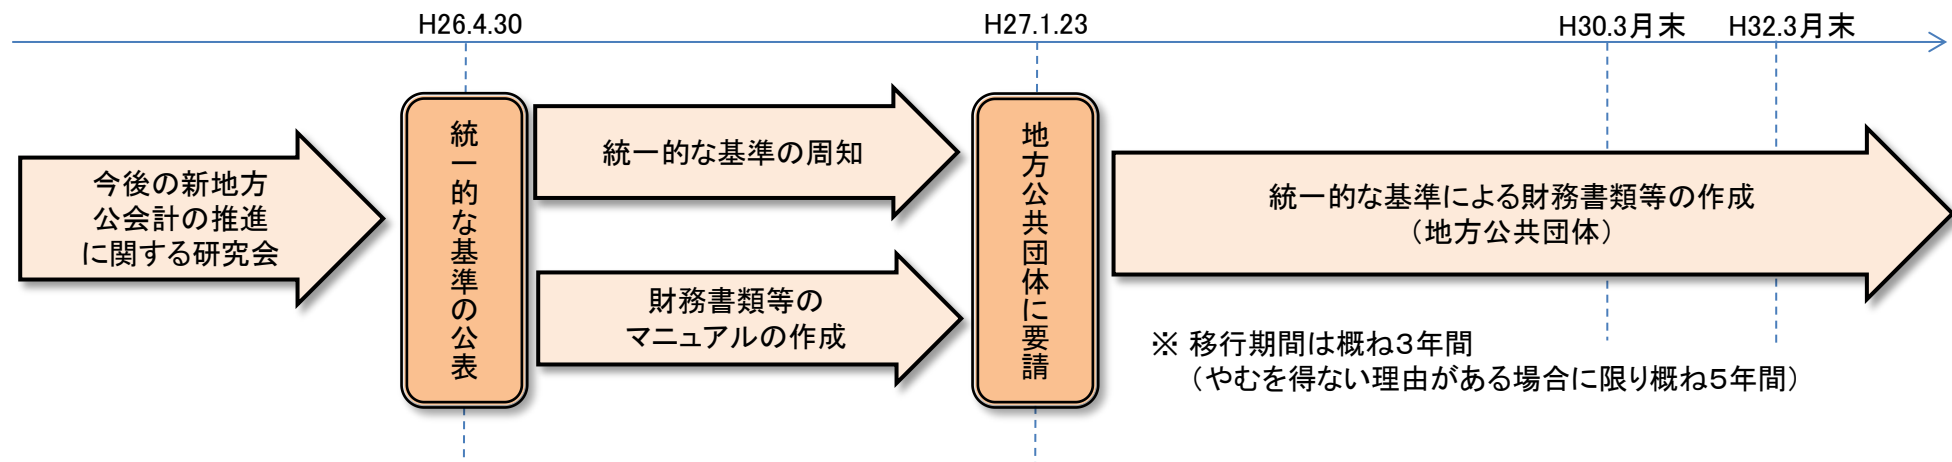 H26.4.30
H27.1.23
H30.3月末
H32.3月末
今後の新地方
公会計の推進
に関する研究会
統一的な基準の公表
統一的な基準の周知
財務書類等の
マニュアルの作成
地方公共団体に要請
統一的な基準による財務書類等の作成
（地方公共団体）
※ 移行期間は概ね３年間
（やむを得ない理由がある場合に限り概ね５年間）